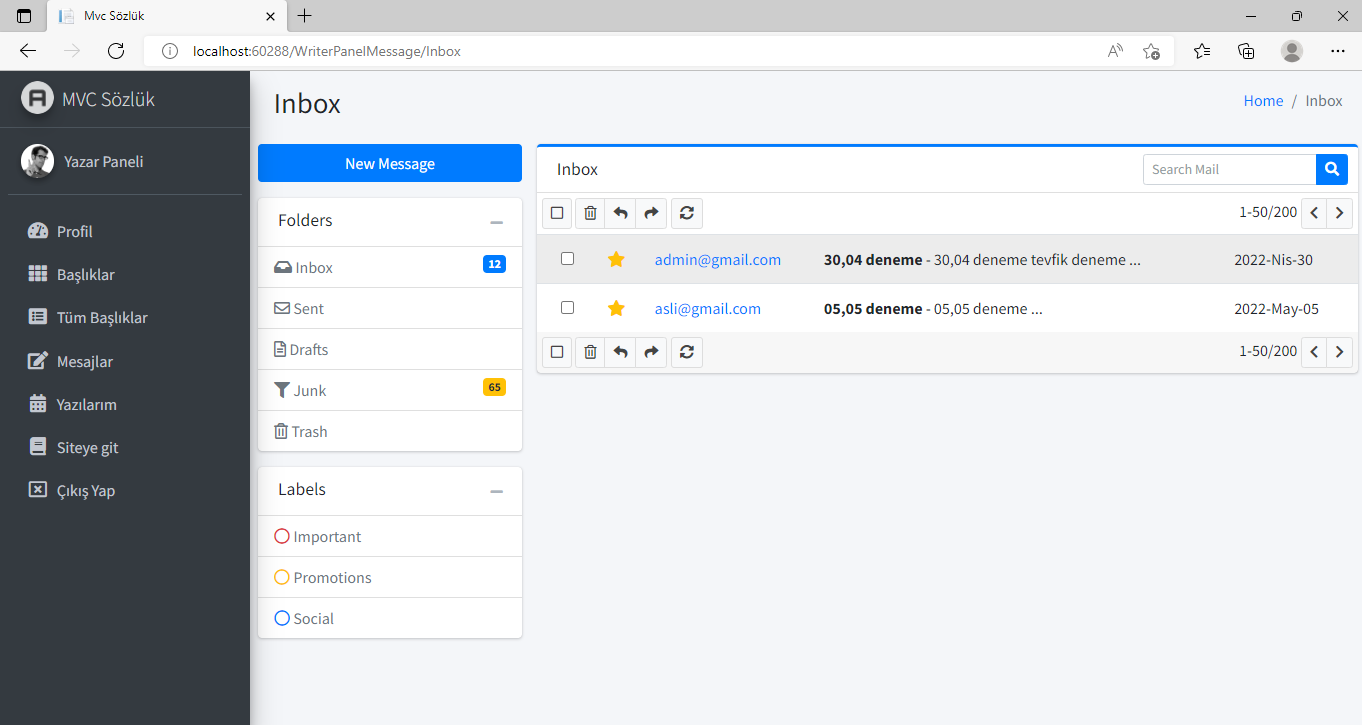 Mvc Sözlük
localhost:60288/WriterPanelMessage/Inbox
MVC Sözlük
Yazar Paneli
Profil
Başlıklar
Tüm Başlıklar
Mesajlar
Yazılarım
Siteye git
Çıkış Yap
Inbox
Home / Inbox
New Message
Folders
Inbox 12
Sent
Drafts
Junk 65
Trash
Labels
Important
Promotions
Social
Inbox
Search Mail
1-50/200
admin@gmail.com 30,04 deneme - 30,04 deneme tevfik deneme ... 2022-Nis-30
asli@gmail.com 05,05 deneme - 05,05 deneme ... 2022-May-05
1-50/200